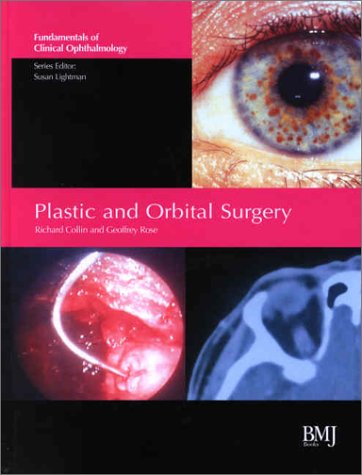 Fundamentals of
Clinical Ophthalmology
Series Editor:
Susan Lightman
Plastic and Orbital Surgery
Richard Collin and Geoffrey Rose
BMJ
Books